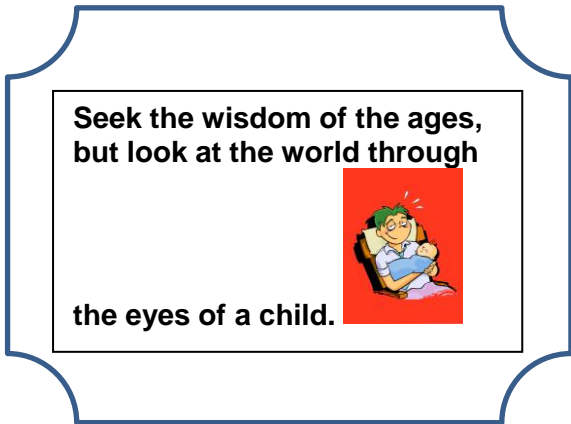 Seek the wisdom of the ages,
but look at the world through
the eyes of a child.